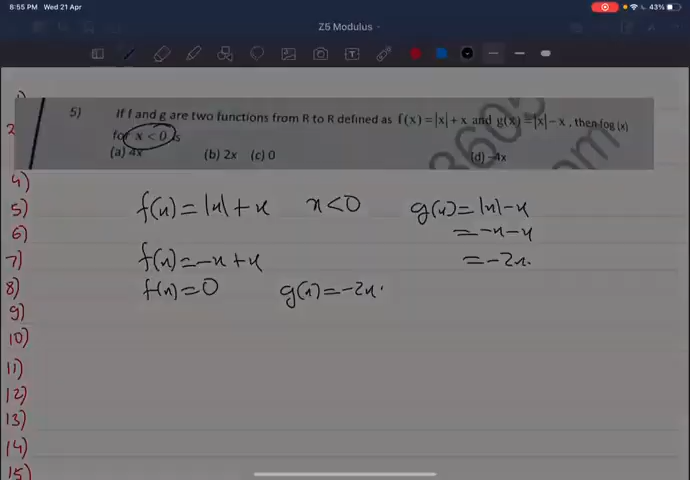 8:55 PM Wed 21 Apr 43%
Z5 Modulus
5) If f and g are two functions from R to R defined as f(x) = |x| + x and g(x) = |x| − x, then fog (x)
for x < 0 is
(a) 4x (b) 2x (c) 0 (d) −4x
4)
5) f(x) = |x| + x x < 0 g(x) = |x| − x
6) = −x − x
7) f(x) = −x + x = −2x.
8) f(x) = 0 g(x) = −2x.
9)
10)
11)
12)
13)
14)
15)